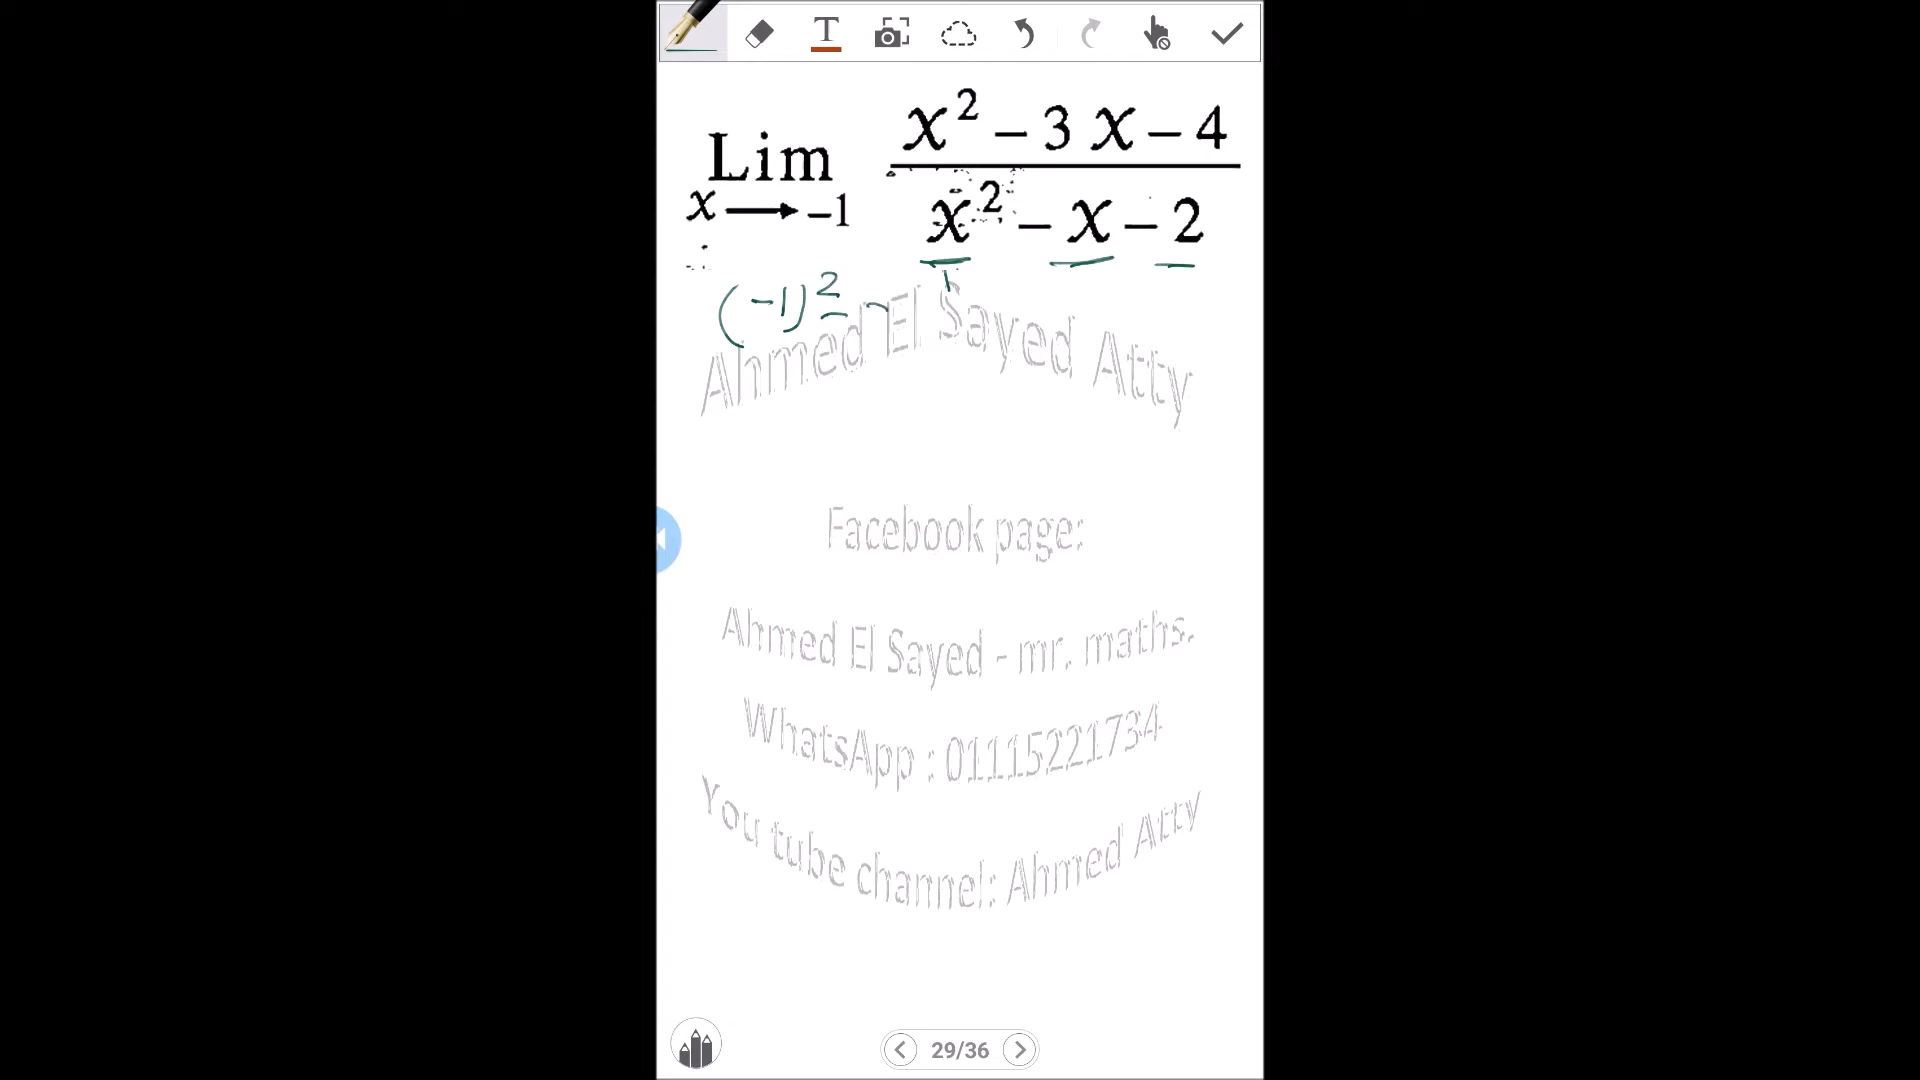 T
Lim x⟶–1 x² – 3 x – 4 / x² – x – 2
(-1)² -
Ahmed El Sayed Atty
Facebook page:
Ahmed El Sayed - mr. maths.
WhatsApp : 01115221734
You tube channel: Ahmed Atty
29/36